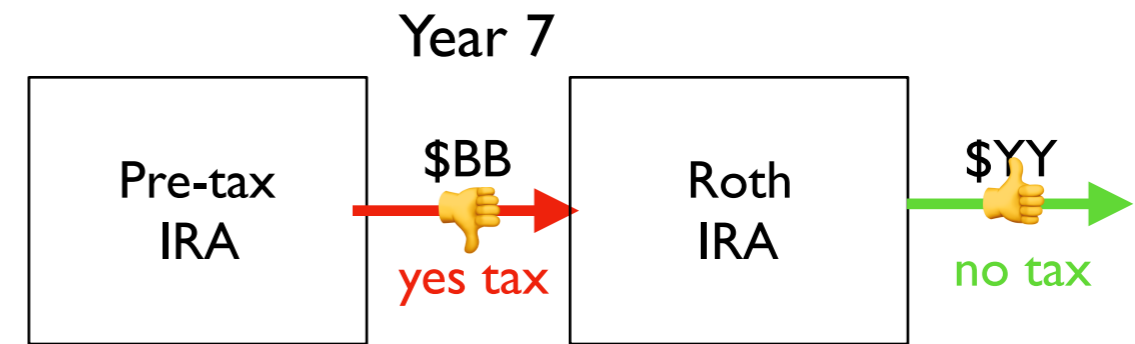 Year 7
Pre-tax
IRA
$BB
yes tax
Roth
IRA
$YY
no tax